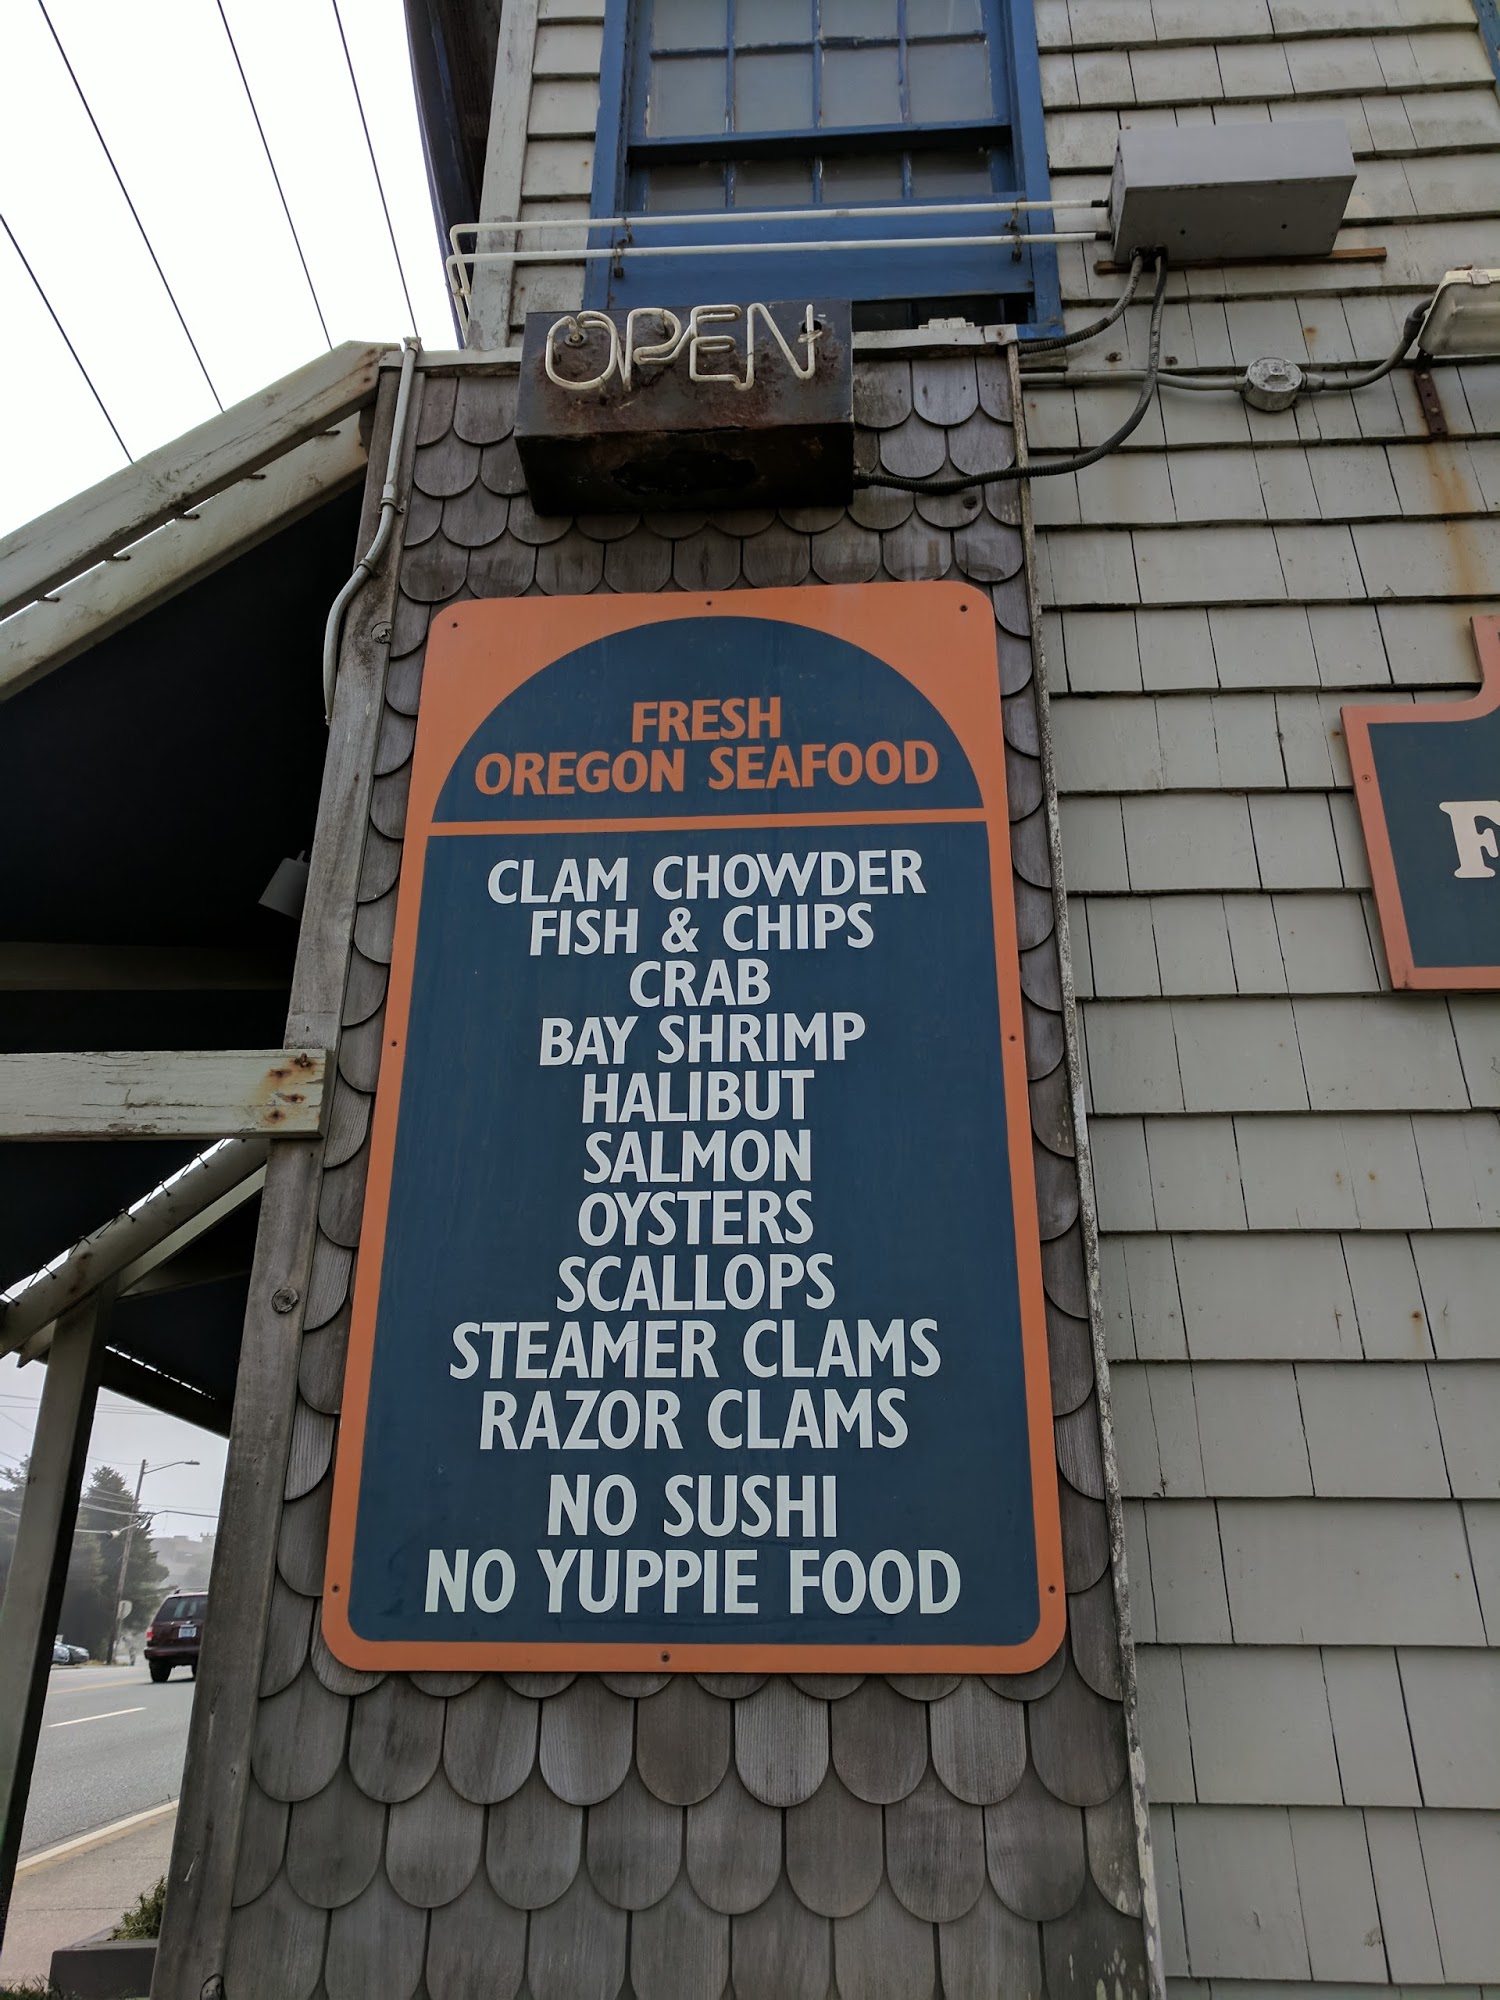 OPEN
FRESH
OREGON SEAFOOD
CLAM CHOWDER
FISH & CHIPS
CRAB
BAY SHRIMP
HALIBUT
SALMON
OYSTERS
SCALLOPS
STEAMER CLAMS
RAZOR CLAMS
NO SUSHI
NO YUPPIE FOOD